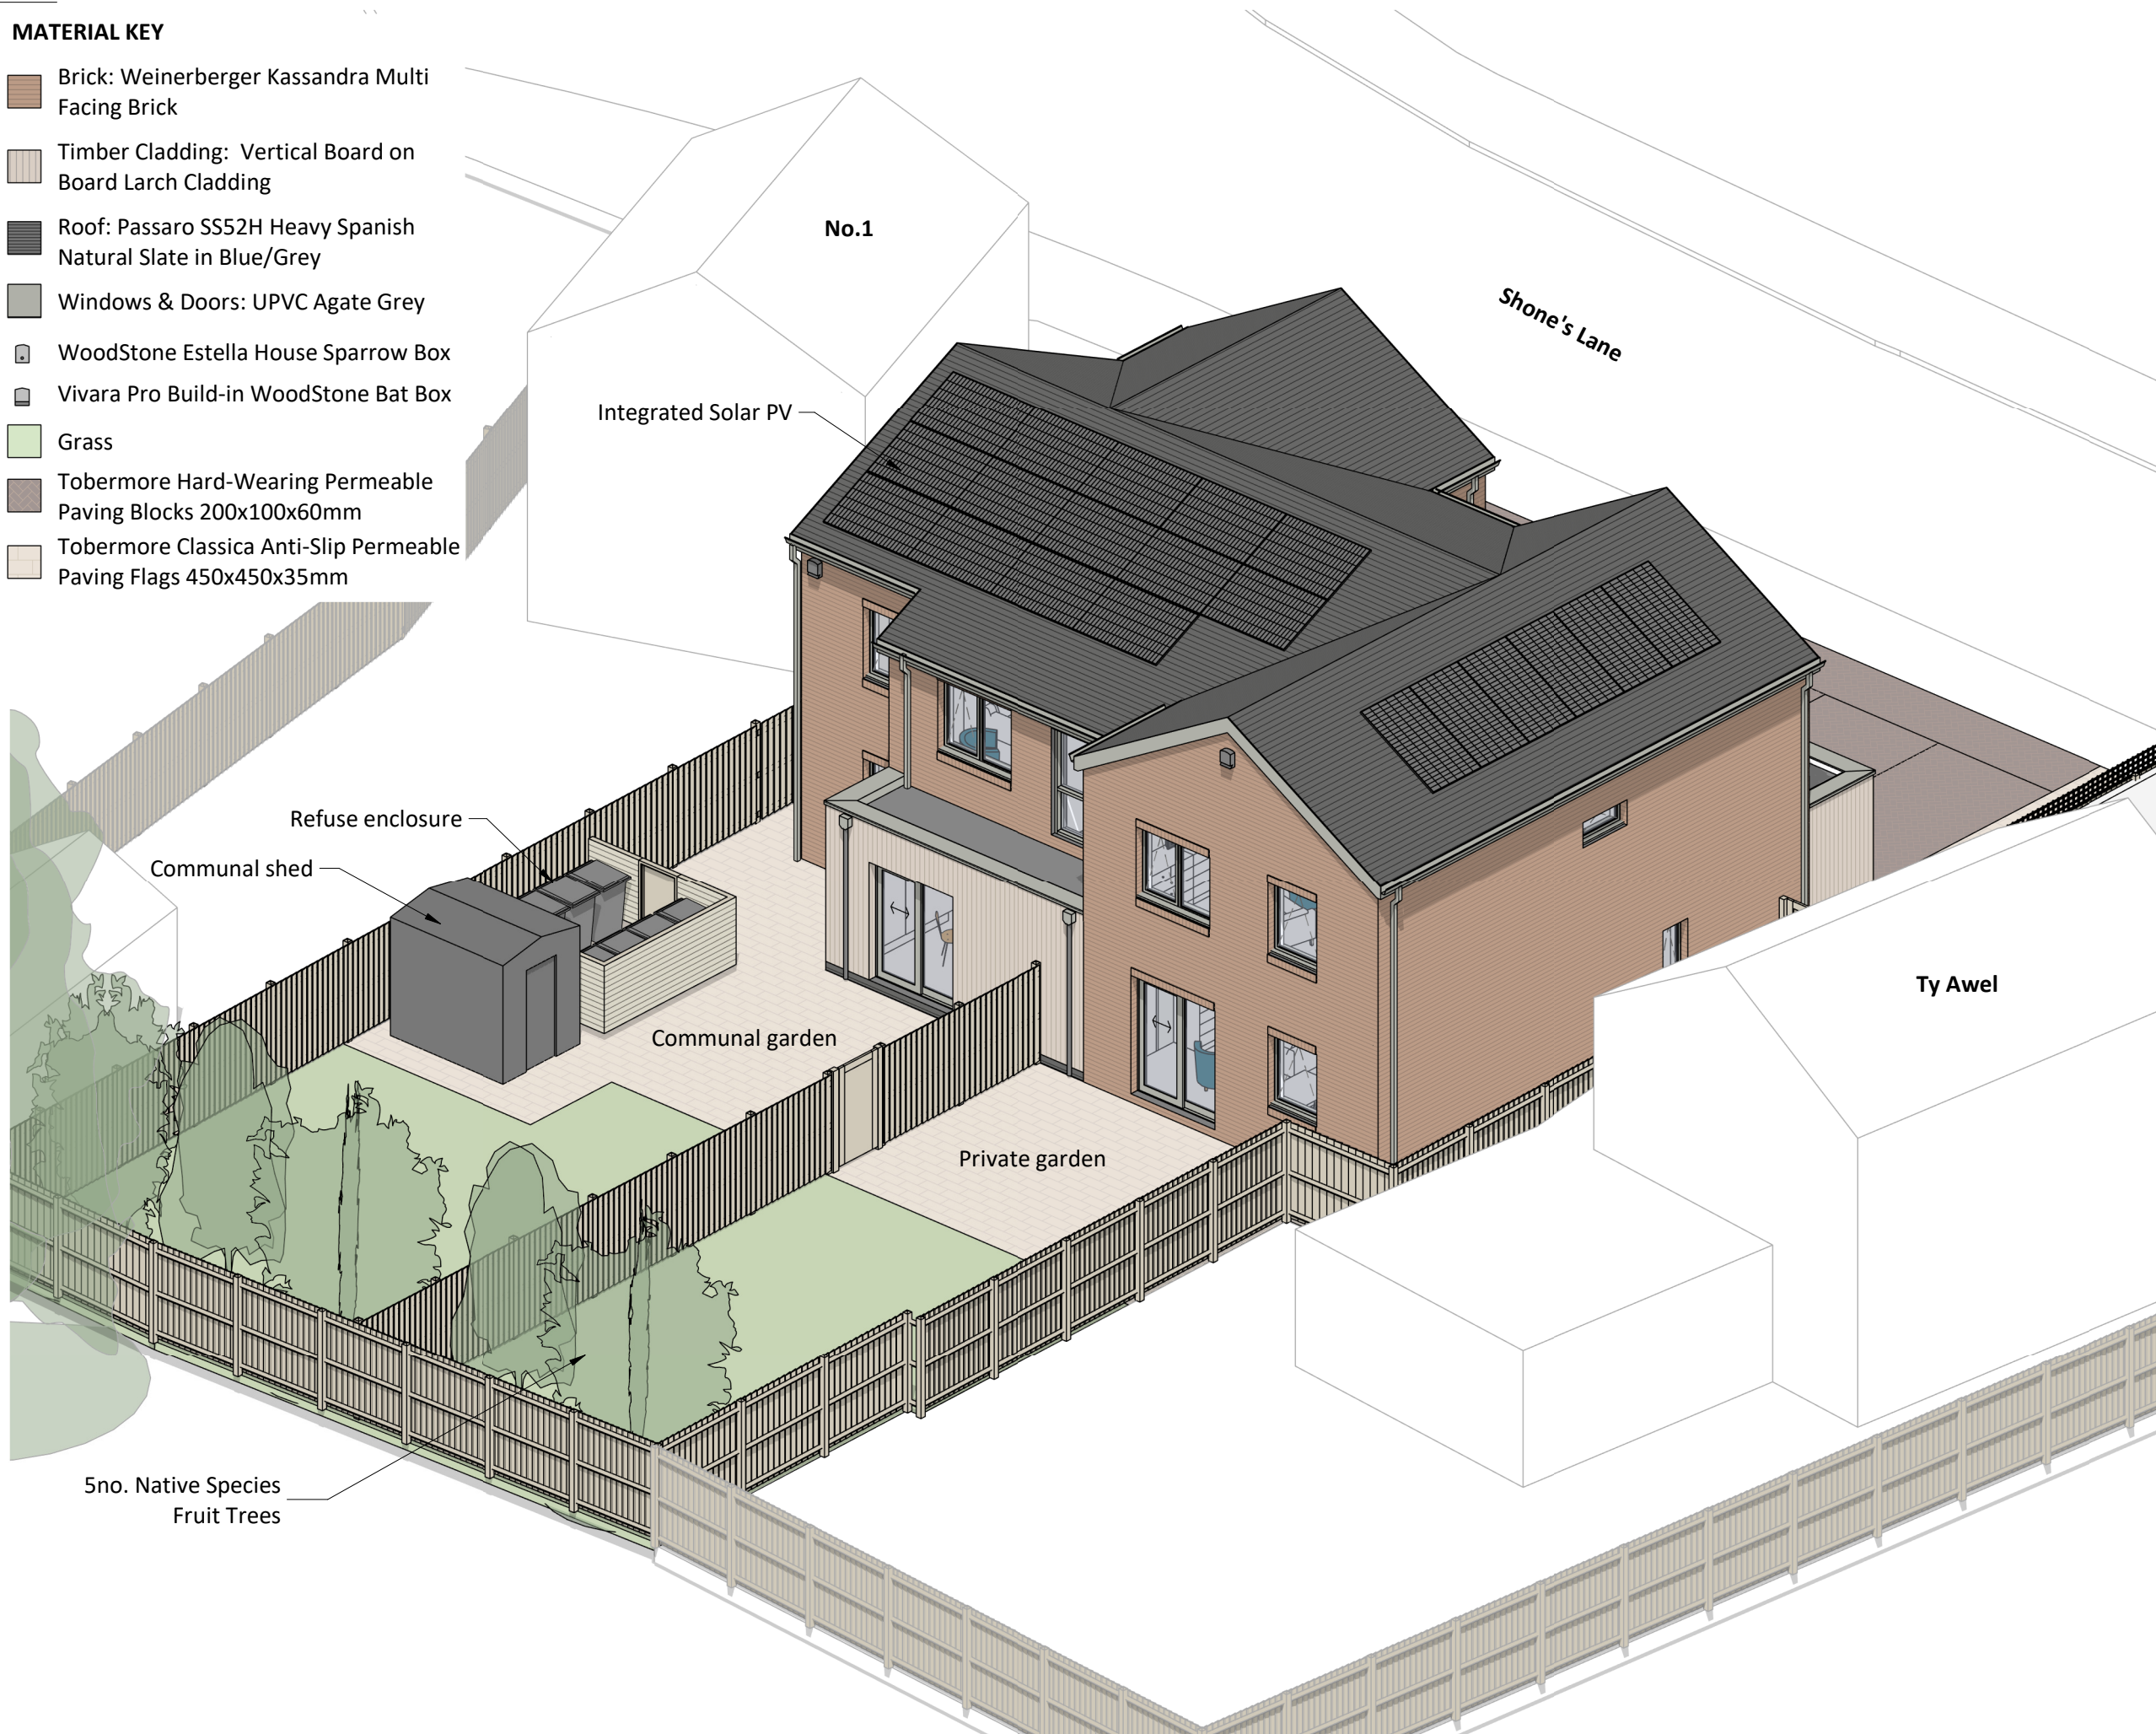 MATERIAL KEY
Brick: Weinerberger Kassandra Multi
Facing Brick
Timber Cladding: Vertical Board on
Board Larch Cladding
Roof: Passaro SS52H Heavy Spanish
Natural Slate in Blue/Grey
Windows & Doors: UPVC Agate Grey
WoodStone Estella House Sparrow Box
Vivara Pro Build-in WoodStone Bat Box
Grass
Tobermore Hard-Wearing Permeable
Paving Blocks 200x100x60mm
Tobermore Classica Anti-Slip Permeable
Paving Flags 450x450x35mm
No.1
Shone's Lane
Integrated Solar PV
Refuse enclosure
Communal shed
Ty Awel
Communal garden
Private garden
5no. Native Species
Fruit Trees